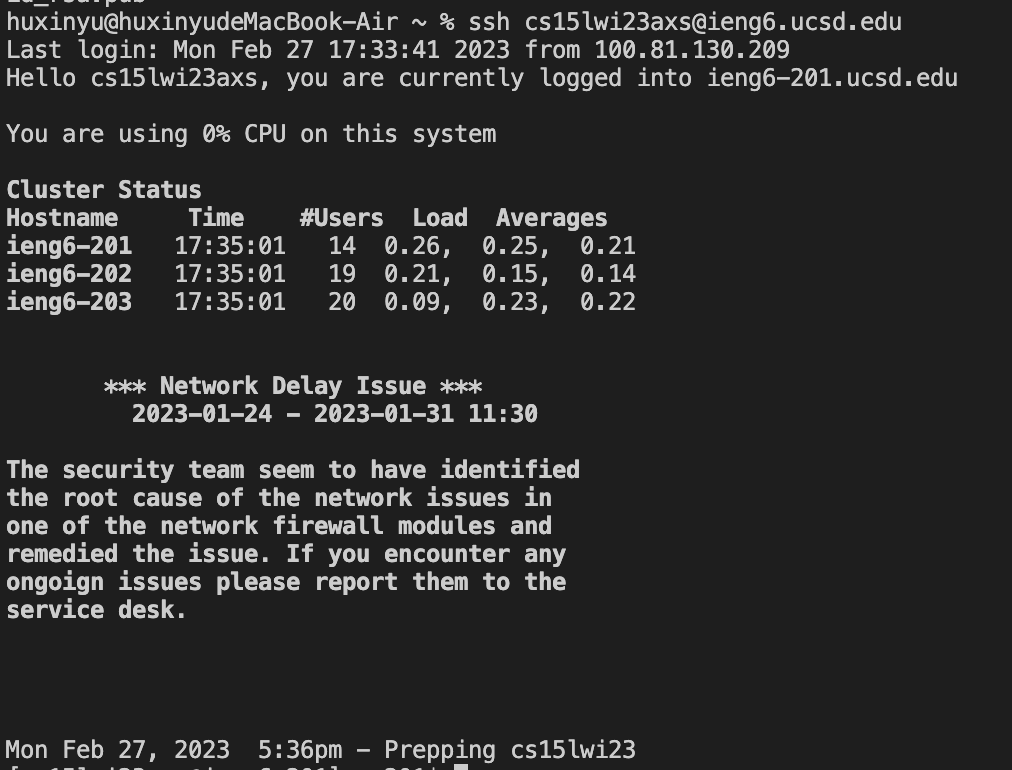 huxinyu@huxinyudeMacBook-Air ~ % ssh cs15lwi23axs@ieng6.ucsd.edu
Last login: Mon Feb 27 17:33:41 2023 from 100.81.130.209
Hello cs15lwi23axs, you are currently logged into ieng6-201.ucsd.edu
You are using 0% CPU on this system
Cluster Status
Hostname     Time    #Users  Load  Averages
ieng6-201   17:35:01   14  0.26,  0.25,  0.21
ieng6-202   17:35:01   19  0.21,  0.15,  0.14
ieng6-203   17:35:01   20  0.09,  0.23,  0.22
*** Network Delay Issue ***
2023-01-24 - 2023-01-31 11:30
The security team seem to have identified
the root cause of the network issues in
one of the network firewall modules and
remedied the issue. If you encounter any
ongoign issues please report them to the
service desk.
Mon Feb 27, 2023  5:36pm - Prepping cs15lwi23